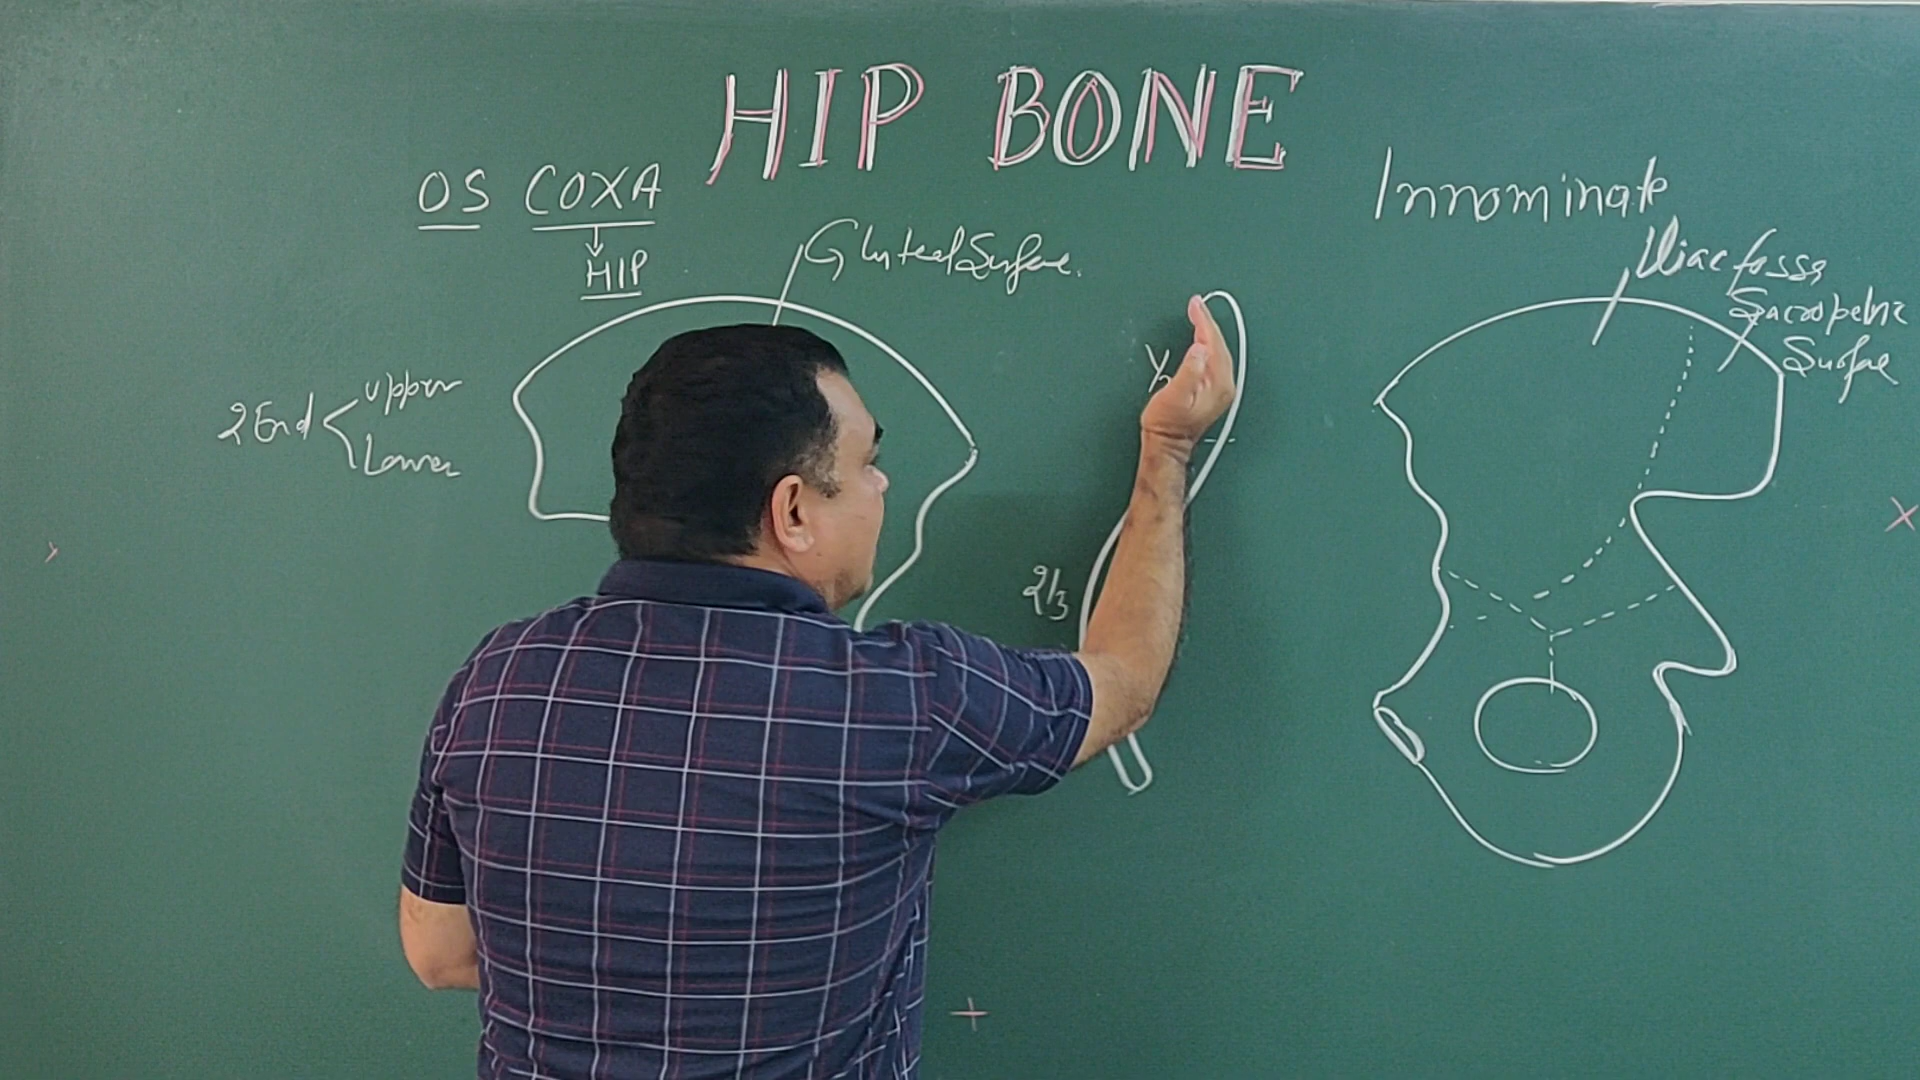 HIP BONE
OS COXA
HIP
Innominate
Gluteal Surface.
Iliac fossa
Sacropelvic
Surface
2 End
upper
Lower
2/3